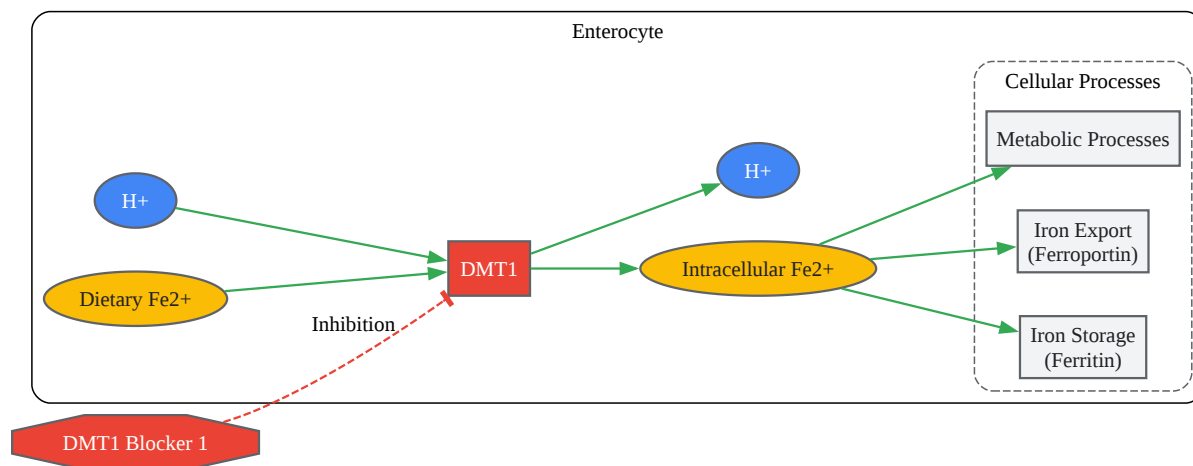 Enterocyte
Cellular Processes
Metabolic Processes
H+
H+
Iron Export
(Ferroportin)
DMT1
Intracellular Fe2+
Dietary Fe2+
Inhibition
Iron Storage
(Ferritin)
DMT1 Blocker 1